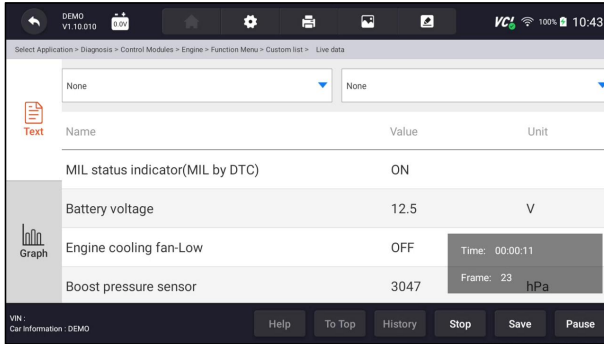 DEMO
V1.10.010
0.0V
VCI 100% 10:43
Select Application > Diagnosis > Control Modules > Engine > Function Menu > Custom list > Live data
None None
Text
Name Value Unit
MIL status indicator(MIL by DTC) ON
Battery voltage 12.5 V
Graph
Engine cooling fan-Low OFF
Time: 00:00:11
Frame: 23
Boost pressure sensor 3047 hPa
VIN :
Car Information : DEMO
Help To Top History Stop Save Pause